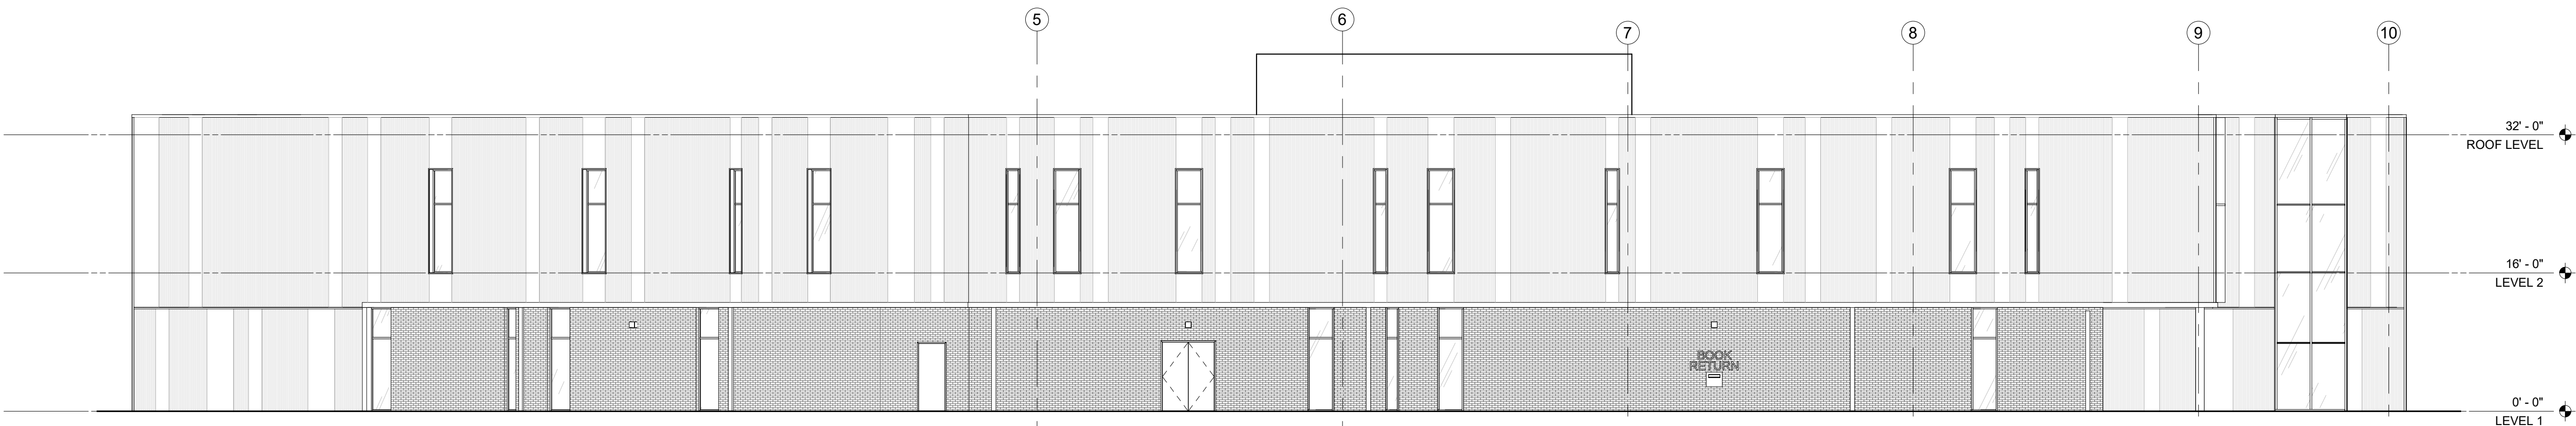 5
6
7
8
9
10
32' - 0"
ROOF LEVEL
16' - 0"
LEVEL 2
BOOK
RETURN
0' - 0"
LEVEL 1